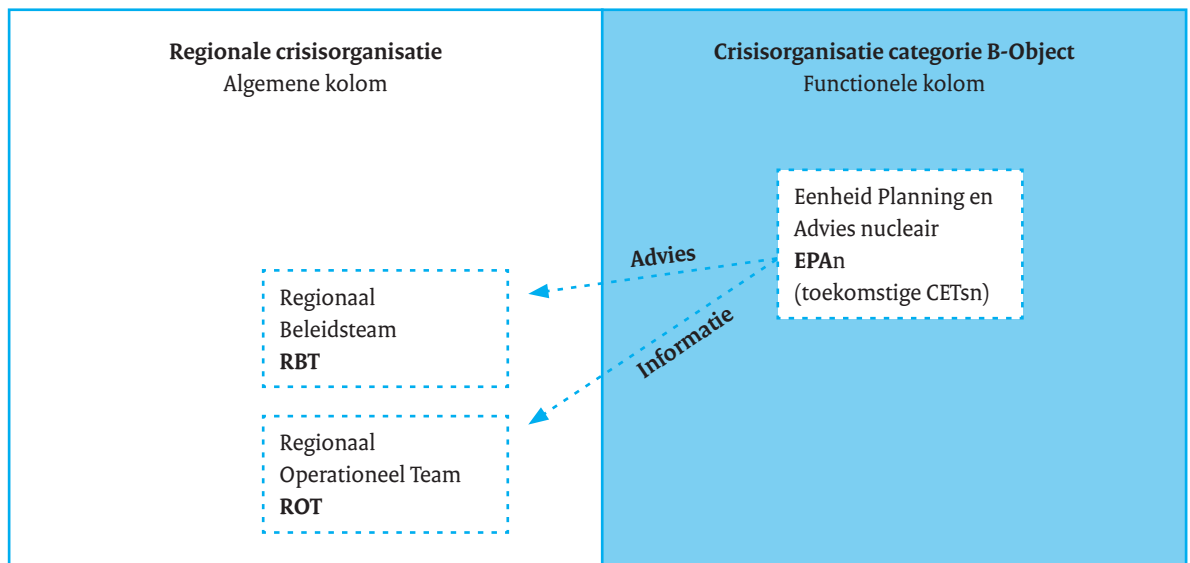 Regionale crisisorganisatie
Algemene kolom
Crisisorganisatie categorie B-Object
Functionele kolom
Eenheid Planning en
Advies nucleair
EPAn
(toekomstige CETsn)
Advies
Informatie
Regionaal
Beleidsteam
RBT
Regionaal
Operationeel Team
ROT